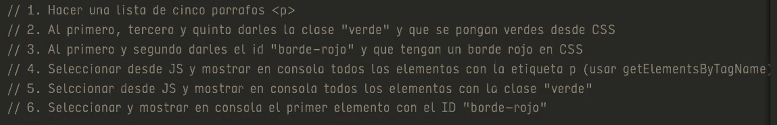 // 1. Hacer una lista de cinco parrafos <p>
// 2. Al primero, tercero y quinto darles la clase "verde" y que se pongan verdes desde CSS
// 3. Al primero y segundo darles el id "borde-rojo" y que tengan un borde rojo en CSS
// 4. Seleccionar desde JS y mostrar en consola todos los elementos con la etiqueta p (usar getElementsByTagName)
// 5. Selccionar desde JS y mostrar en consola todos los elementos con la clase "verde"
// 6. Seleccionar y mostrar en consola el primer elemento con el ID "borde-rojo"